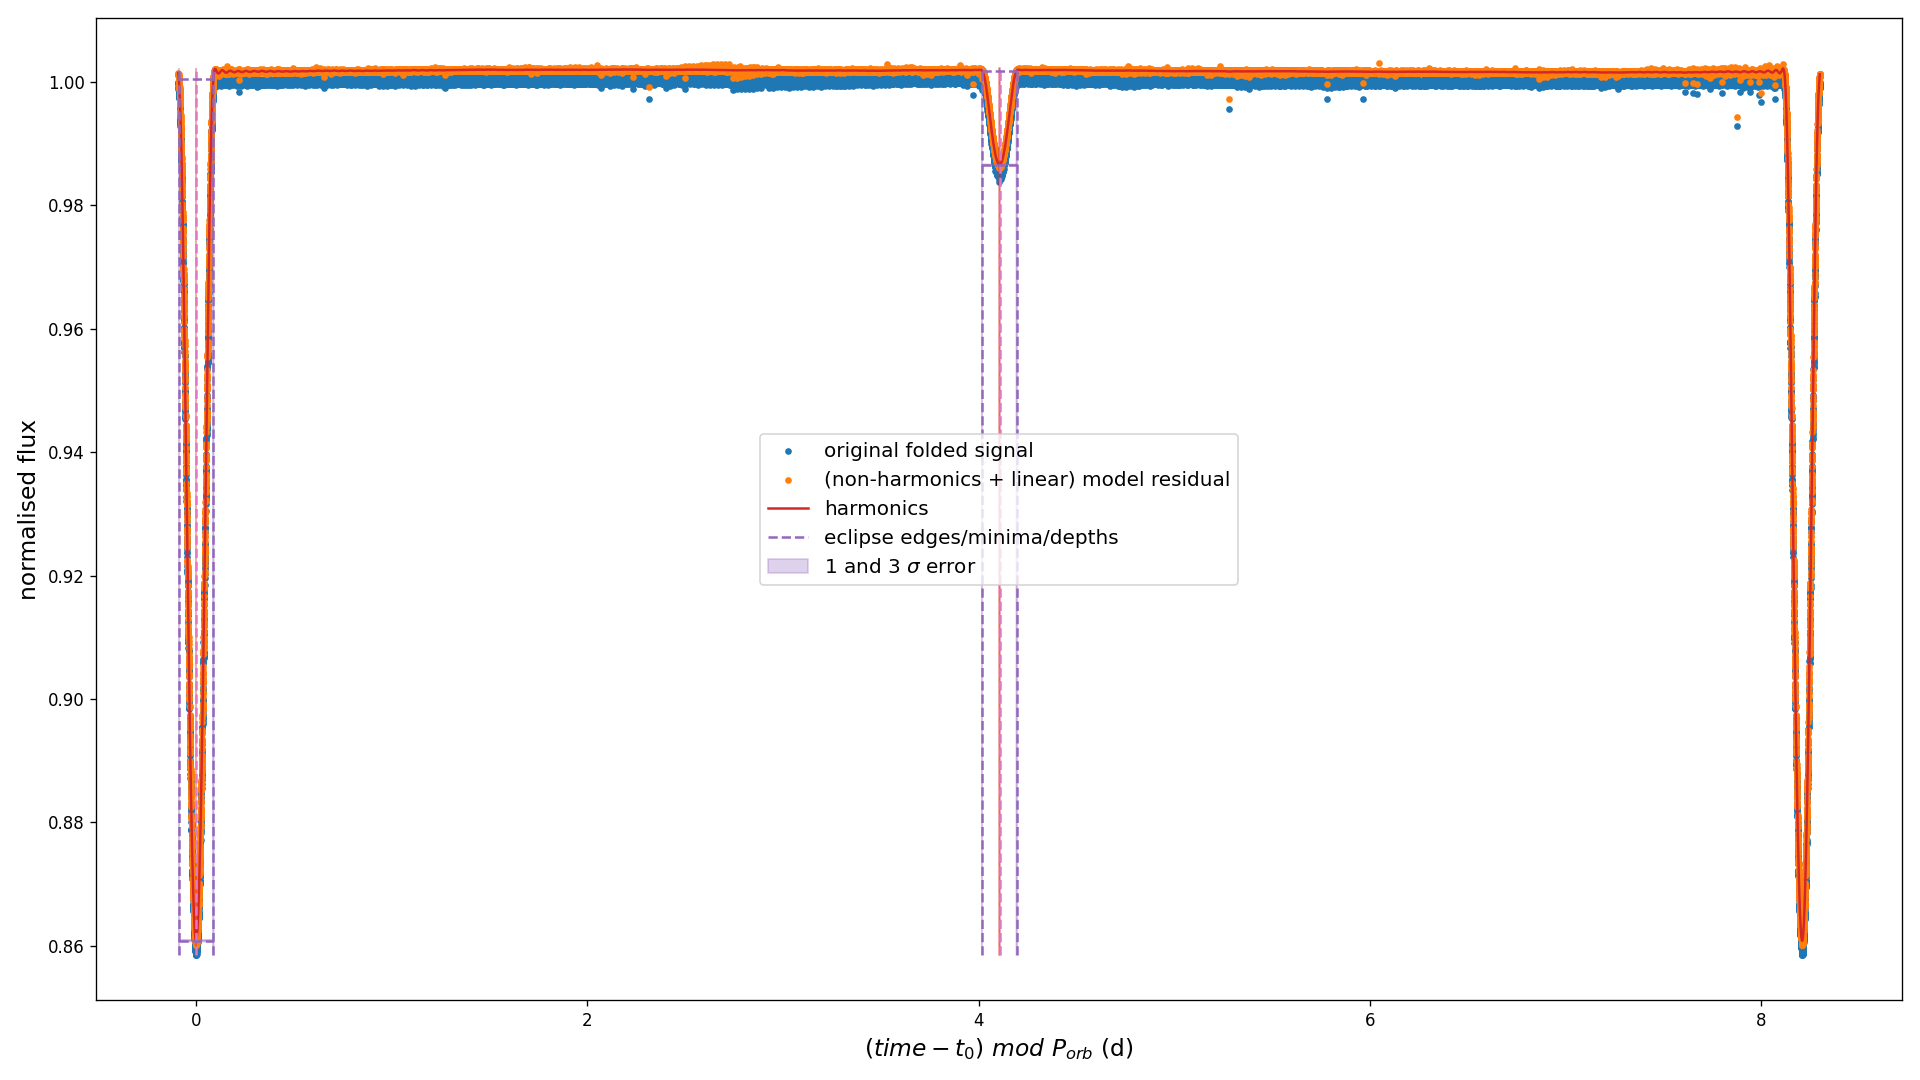 1.00
0.98
0.96
0.94
0.92
0.90
0.88
0.86
normalised flux
original folded signal
(non-harmonics + linear) model residual
harmonics
eclipse edges/minima/depths
1 and 3 σ error
0 2 4 6 8
(time − t₀) mod Pₒᵣb (d)